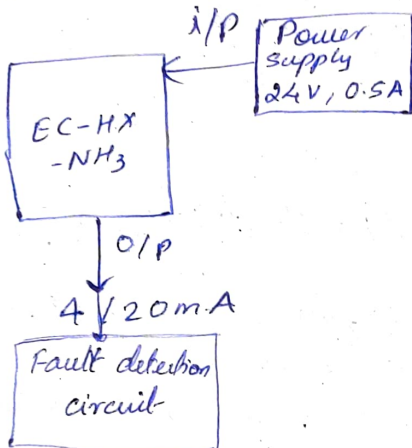 i/P
Power
Supply
24V, 0.5A
EC-HX
-NH3
O/p
4/20mA
Fault detection
circuit